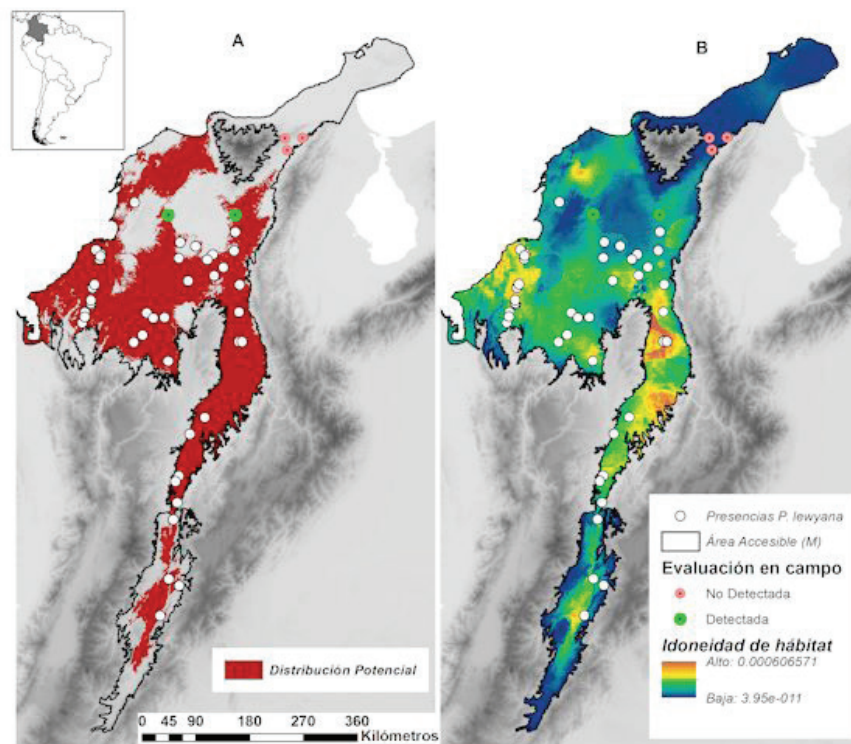 A
B
Presencias P. lewyana
Área Accesible (M)
Evaluación en campo
No Detectada
Detectada
Idoneidad de hábitat
Alto: 0.000606571
Baja: 3.95e-011
Distribución Potencial
0 45 90 180 270 360
Kilómetros